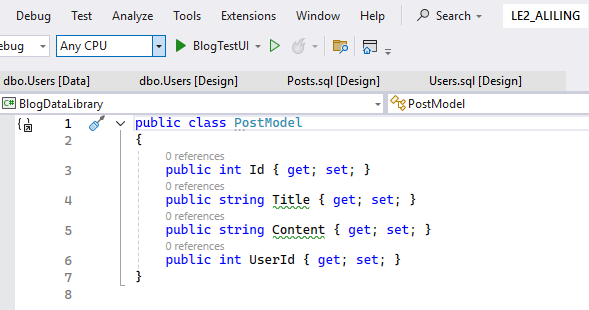 Debug Test Analyze Tools Extensions Window Help Search LE2_ALILING
ebug Any CPU BlogTestUI
dbo.Users [Data] dbo.Users [Design] Posts.sql [Design] Users.sql [Design]
C# BlogDataLibrary PostModel
1 public class PostModel
2 {
0 references
3 public int Id { get; set; }
0 references
4 public string Title { get; set; }
0 references
5 public string Content { get; set; }
0 references
6 public int UserId { get; set; }
7 }
8